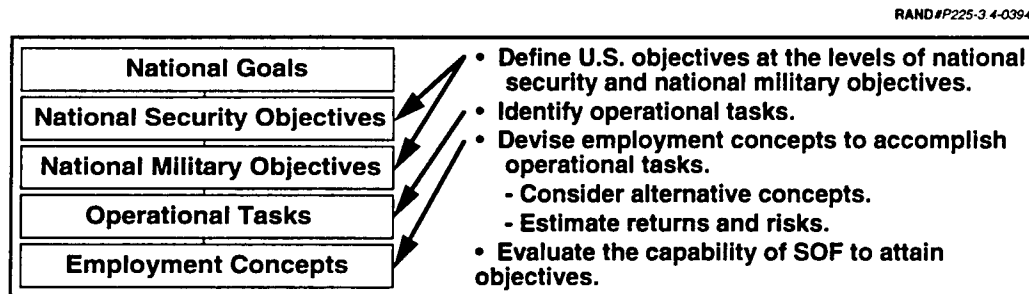 RAND#P225-3.4-0394
National Goals
National Security Objectives
National Military Objectives
Operational Tasks
Employment Concepts
• Define U.S. objectives at the levels of national
security and national military objectives.
• Identify operational tasks.
• Devise employment concepts to accomplish
operational tasks.
- Consider alternative concepts.
- Estimate returns and risks.
• Evaluate the capability of SOF to attain
objectives.